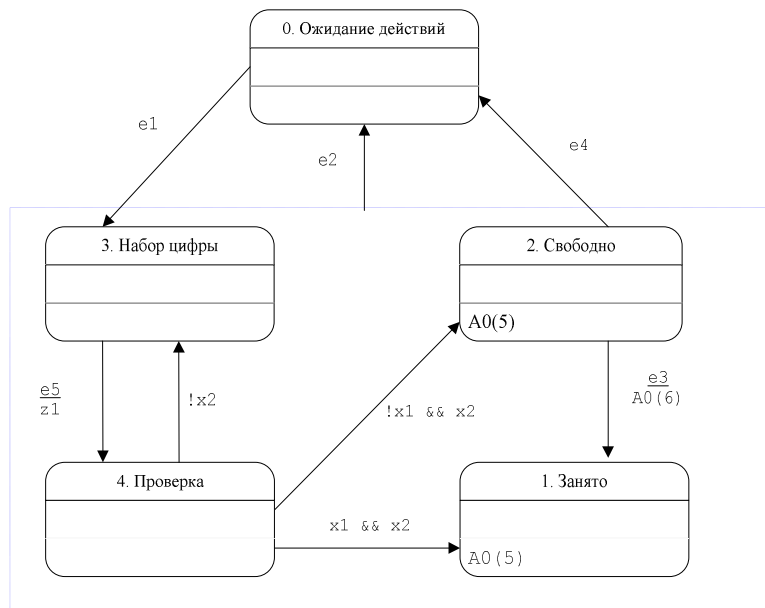 0. Ожидание действий
e1
e2
e4
3. Набор цифры
2. Свободно
A0(5)
e5
z1
!x2
!x1 && x2
e3
A0(6)
4. Проверка
1. Занято
x1 && x2
A0(5)